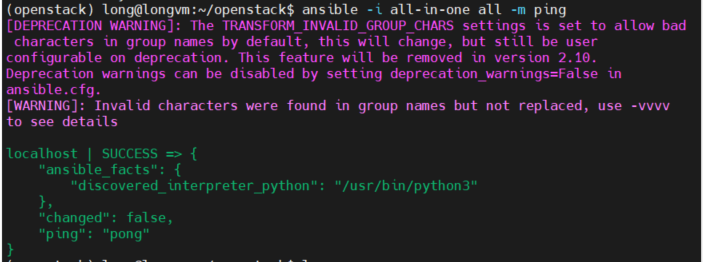 (openstack) long@longvm:~/openstack$ ansible -i all-in-one all -m ping
[DEPRECATION WARNING]: The TRANSFORM_INVALID_GROUP_CHARS settings is set to allow bad
characters in group names by default, this will change, but still be user
configurable on deprecation. This feature will be removed in version 2.10.
Deprecation warnings can be disabled by setting deprecation_warnings=False in
ansible.cfg.
[WARNING]: Invalid characters were found in group names but not replaced, use -vvvv
to see details
localhost | SUCCESS => {
    "ansible_facts": {
        "discovered_interpreter_python": "/usr/bin/python3"
    },
    "changed": false,
    "ping": "pong"
}